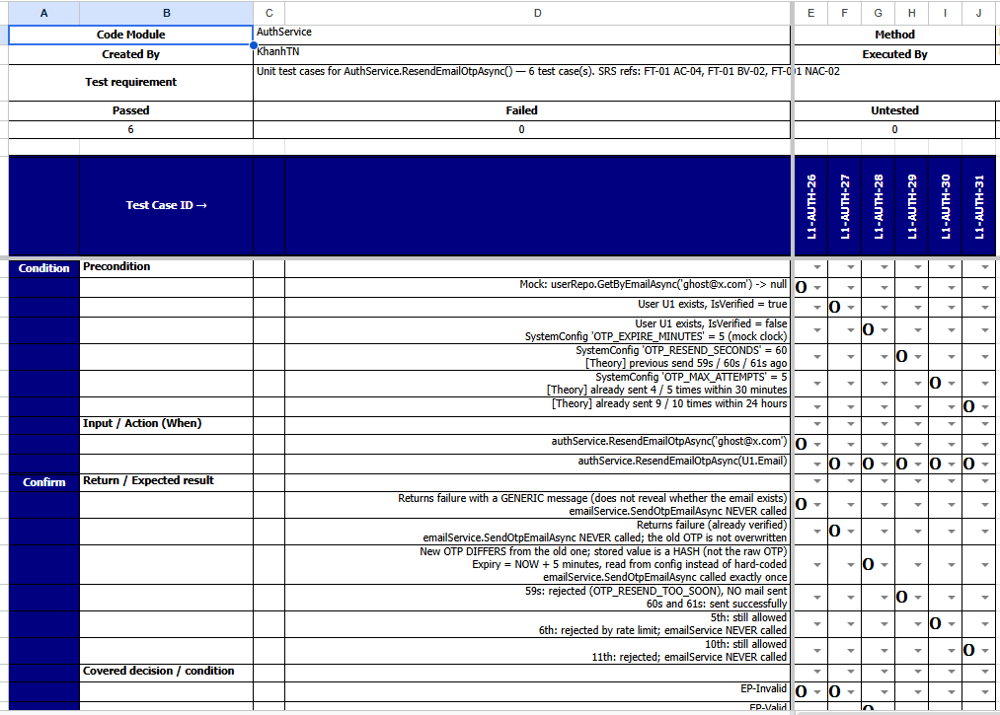 A B C D E F G H I J
Code Module AuthService Method
Created By KhanhTN Executed By
Test requirement Unit test cases for AuthService.ResendEmailOtpAsync() — 6 test case(s). SRS refs: FT-01 AC-04, FT-01 BV-02, FT-01 NAC-02
Passed Failed Untested
6 0 0
Test Case ID → L1-AUTH-26 L1-AUTH-27 L1-AUTH-28 L1-AUTH-29 L1-AUTH-30 L1-AUTH-31
Condition Precondition
Mock: userRepo.GetByEmailAsync('ghost@x.com') -> null O
User U1 exists, IsVerified = true O
User U1 exists, IsVerified = false
SystemConfig 'OTP_EXPIRE_MINUTES' = 5 (mock clock) O
SystemConfig 'OTP_RESEND_SECONDS' = 60
[Theory] previous send 59s / 60s / 61s ago O
SystemConfig 'OTP_MAX_ATTEMPTS' = 5
[Theory] already sent 4 / 5 times within 30 minutes O
[Theory] already sent 9 / 10 times within 24 hours O
Input / Action (When)
authService.ResendEmailOtpAsync('ghost@x.com') O
authService.ResendEmailOtpAsync(U1.Email) O O O O O
Confirm Return / Expected result
Returns failure with a GENERIC message (does not reveal whether the email exists)
emailService.SendOtpEmailAsync NEVER called O
Returns failure (already verified)
emailService.SendOtpEmailAsync NEVER called; the old OTP is not overwritten O
New OTP DIFFERS from the old one; stored value is a HASH (not the raw OTP)
Expiry = NOW + 5 minutes, read from config instead of hard-coded O
emailService.SendOtpEmailAsync called exactly once
59s: rejected (OTP_RESEND_TOO_SOON), NO mail sent
60s and 61s: sent successfully O
5th: still allowed
6th: rejected by rate limit; emailService NEVER called O
10th: still allowed
11th: rejected; emailService NEVER called O
Covered decision / condition
EP-Invalid O O
EP-Valid O